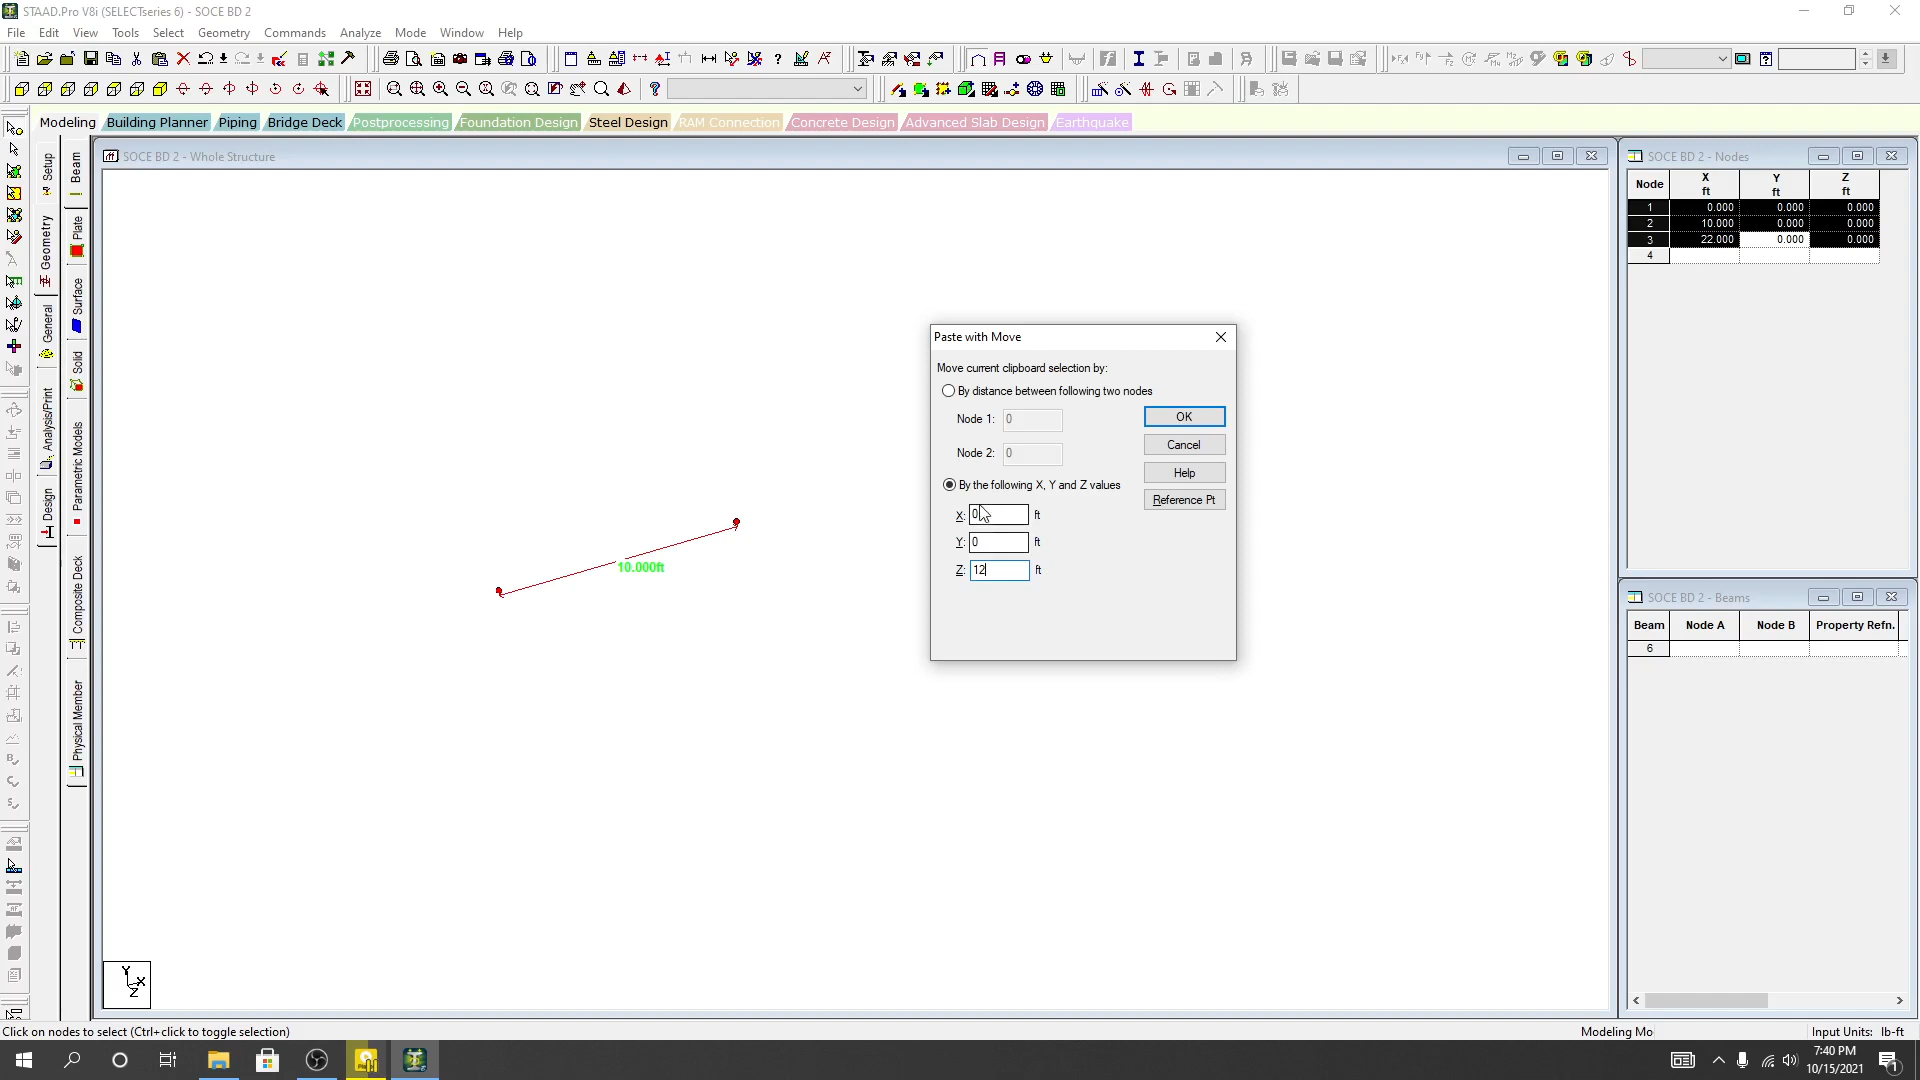 STAAD.Pro V8i (SELECTseries 6) - SOCE BD 2
File Edit View Tools Select Geometry Commands Analyze Mode Window Help
Modeling Building Planner Piping Bridge Deck Postprocessing Foundation Design Steel Design RAM Connection Concrete Design Advanced Slab Design Earthquake
Setup
Geometry
General
Analysis/Print
Design
Beam
Plate
Surface
Solid
Parametric Models
Composite Deck
Physical Member
SOCE BD 2 - Whole Structure
10.000ft
Y
X
Z
Paste with Move
Move current clipboard selection by:
By distance between following two nodes
Node 1: 0
Node 2: 0
By the following X, Y and Z values
X: 0 ft
Y: 0 ft
Z: 12 ft
OK
Cancel
Help
Reference Pt
SOCE BD 2 - Nodes
Node X ft Y ft Z ft
1 0.000 0.000 0.000
2 10.000 0.000 0.000
3 22.000 0.000 0.000
4
SOCE BD 2 - Beams
Beam Node A Node B Property Refn.
6
Click on nodes to select (Ctrl+click to toggle selection)
Modeling Mo
Input Units: lb-ft
7:40 PM
10/15/2021
1